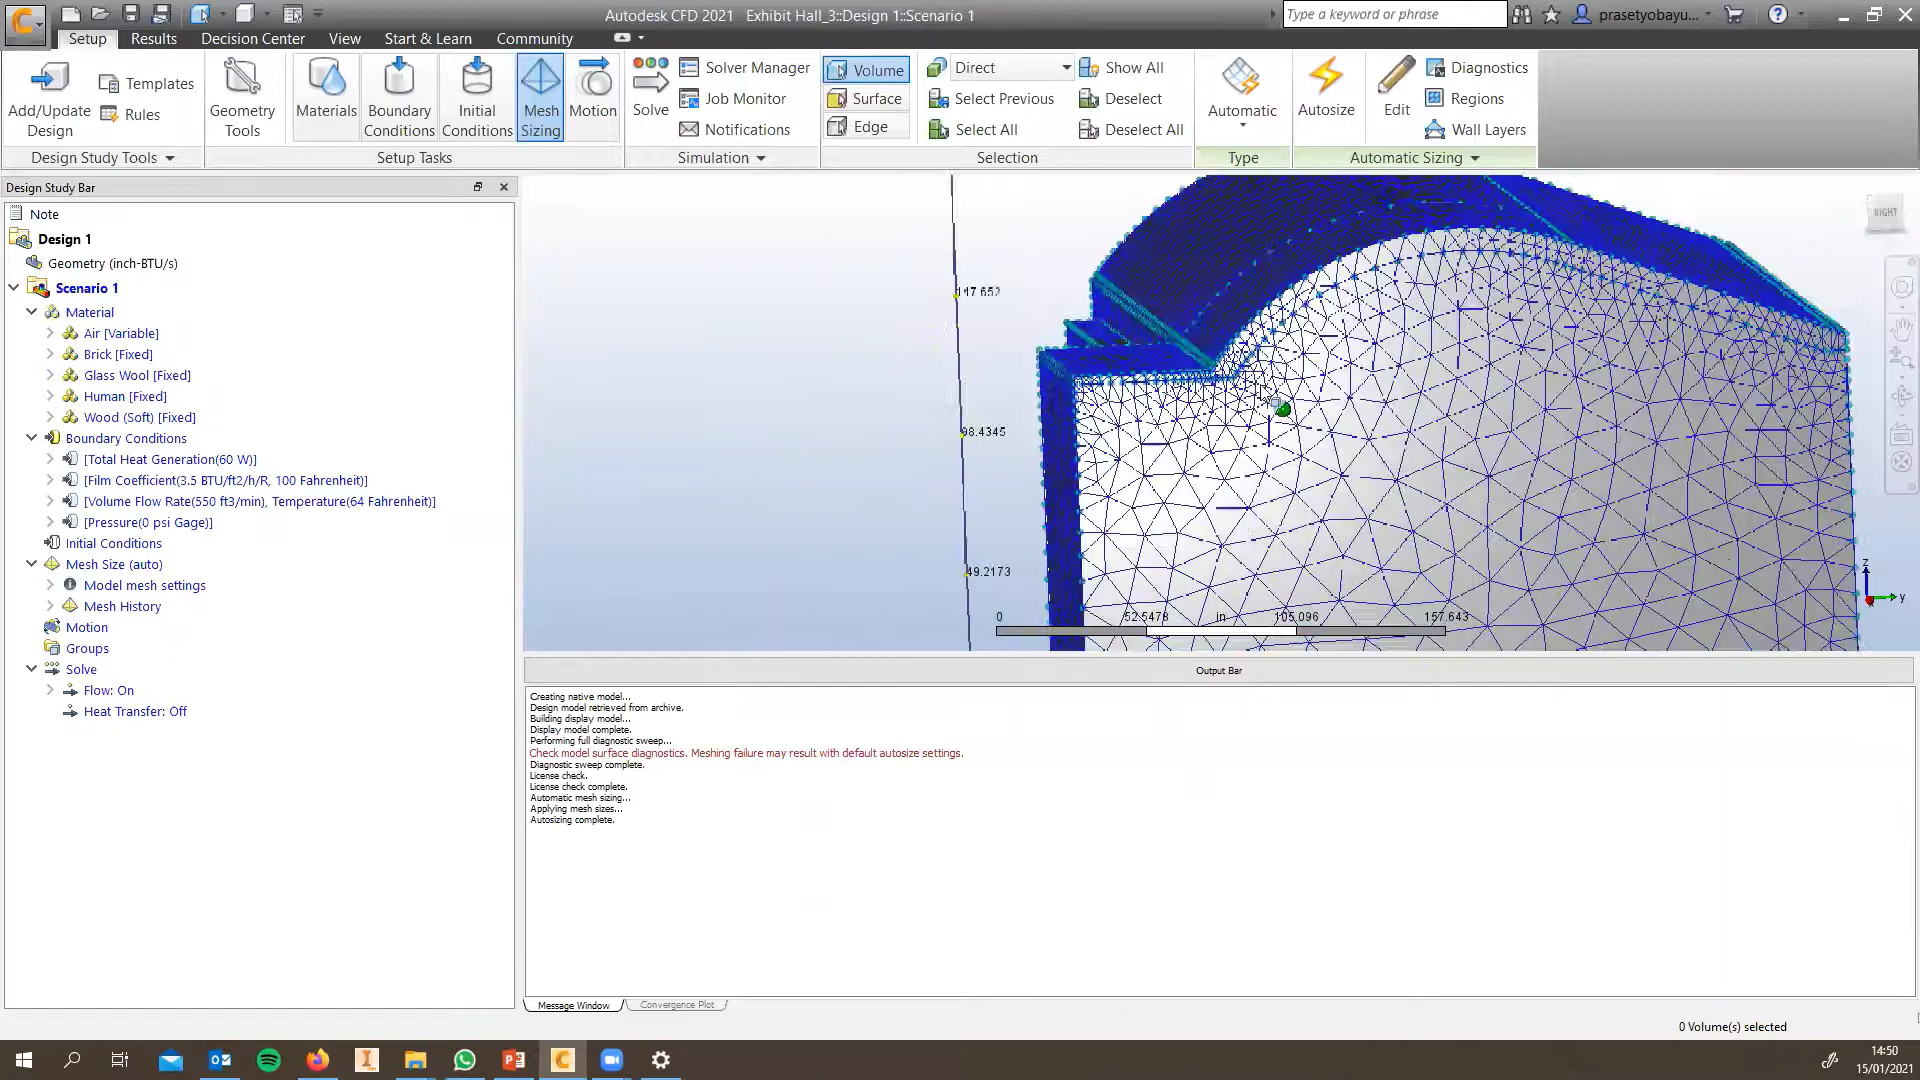 Autodesk CFD 2021 Exhibit Hall_3::Design 1::Scenario 1
Type a keyword or phrase
prasetyobayu...
Setup Results Decision Center View Start & Learn Community
Add/Update Design
Templates
Rules
Geometry Tools
Materials
Boundary Conditions
Initial Conditions
Mesh Sizing
Motion
Solve
Solver Manager
Job Monitor
Notifications
Volume
Surface
Edge
Direct
Select Previous
Select All
Show All
Deselect
Deselect All
Automatic
Autosize
Edit
Diagnostics
Regions
Wall Layers
Design Study Tools
Setup Tasks
Simulation
Selection
Type
Automatic Sizing
Design Study Bar
Note
Design 1
Geometry (inch-BTU/s)
Scenario 1
Material
Air [Variable]
Brick [Fixed]
Glass Wool [Fixed]
Human [Fixed]
Wood (Soft) [Fixed]
Boundary Conditions
[Total Heat Generation(60 W)]
[Film Coefficient(3.5 BTU/ft2/h/R, 100 Fahrenheit)]
[Volume Flow Rate(550 ft3/min), Temperature(64 Fahrenheit)]
[Pressure(0 psi Gage)]
Initial Conditions
Mesh Size (auto)
Model mesh settings
Mesh History
Motion
Groups
Solve
Flow: On
Heat Transfer: Off
147.652
98.4345
49.2173
0 52.5478 in 105.096 157.643
RIGHT
z
y
Output Bar
Creating native model...
Design model retrieved from archive.
Building display model...
Display model complete.
Performing full diagnostic sweep...
Check model surface diagnostics. Meshing failure may result with default autosize settings.
Diagnostic sweep complete.
License check.
License check complete.
Automatic mesh sizing...
Applying mesh sizes...
Autosizing complete.
Message Window Convergence Plot
0 Volume(s) selected
14:50
15/01/2021